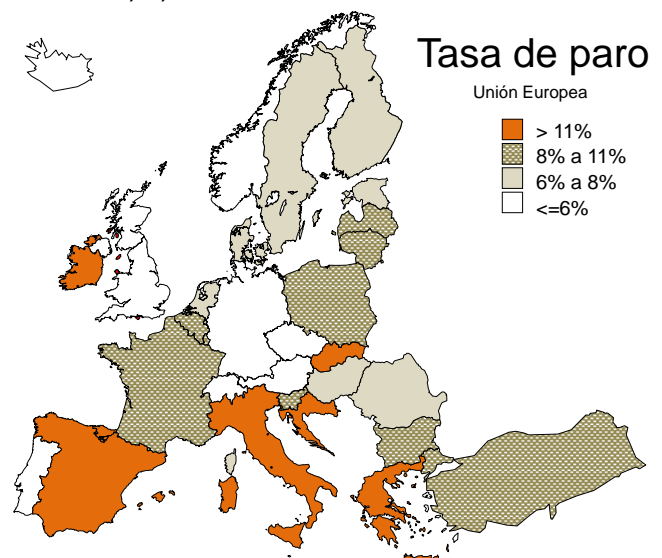 Tasa de paro
Unión Europea
> 11%
8% a 11%
6% a 8%
<=6%